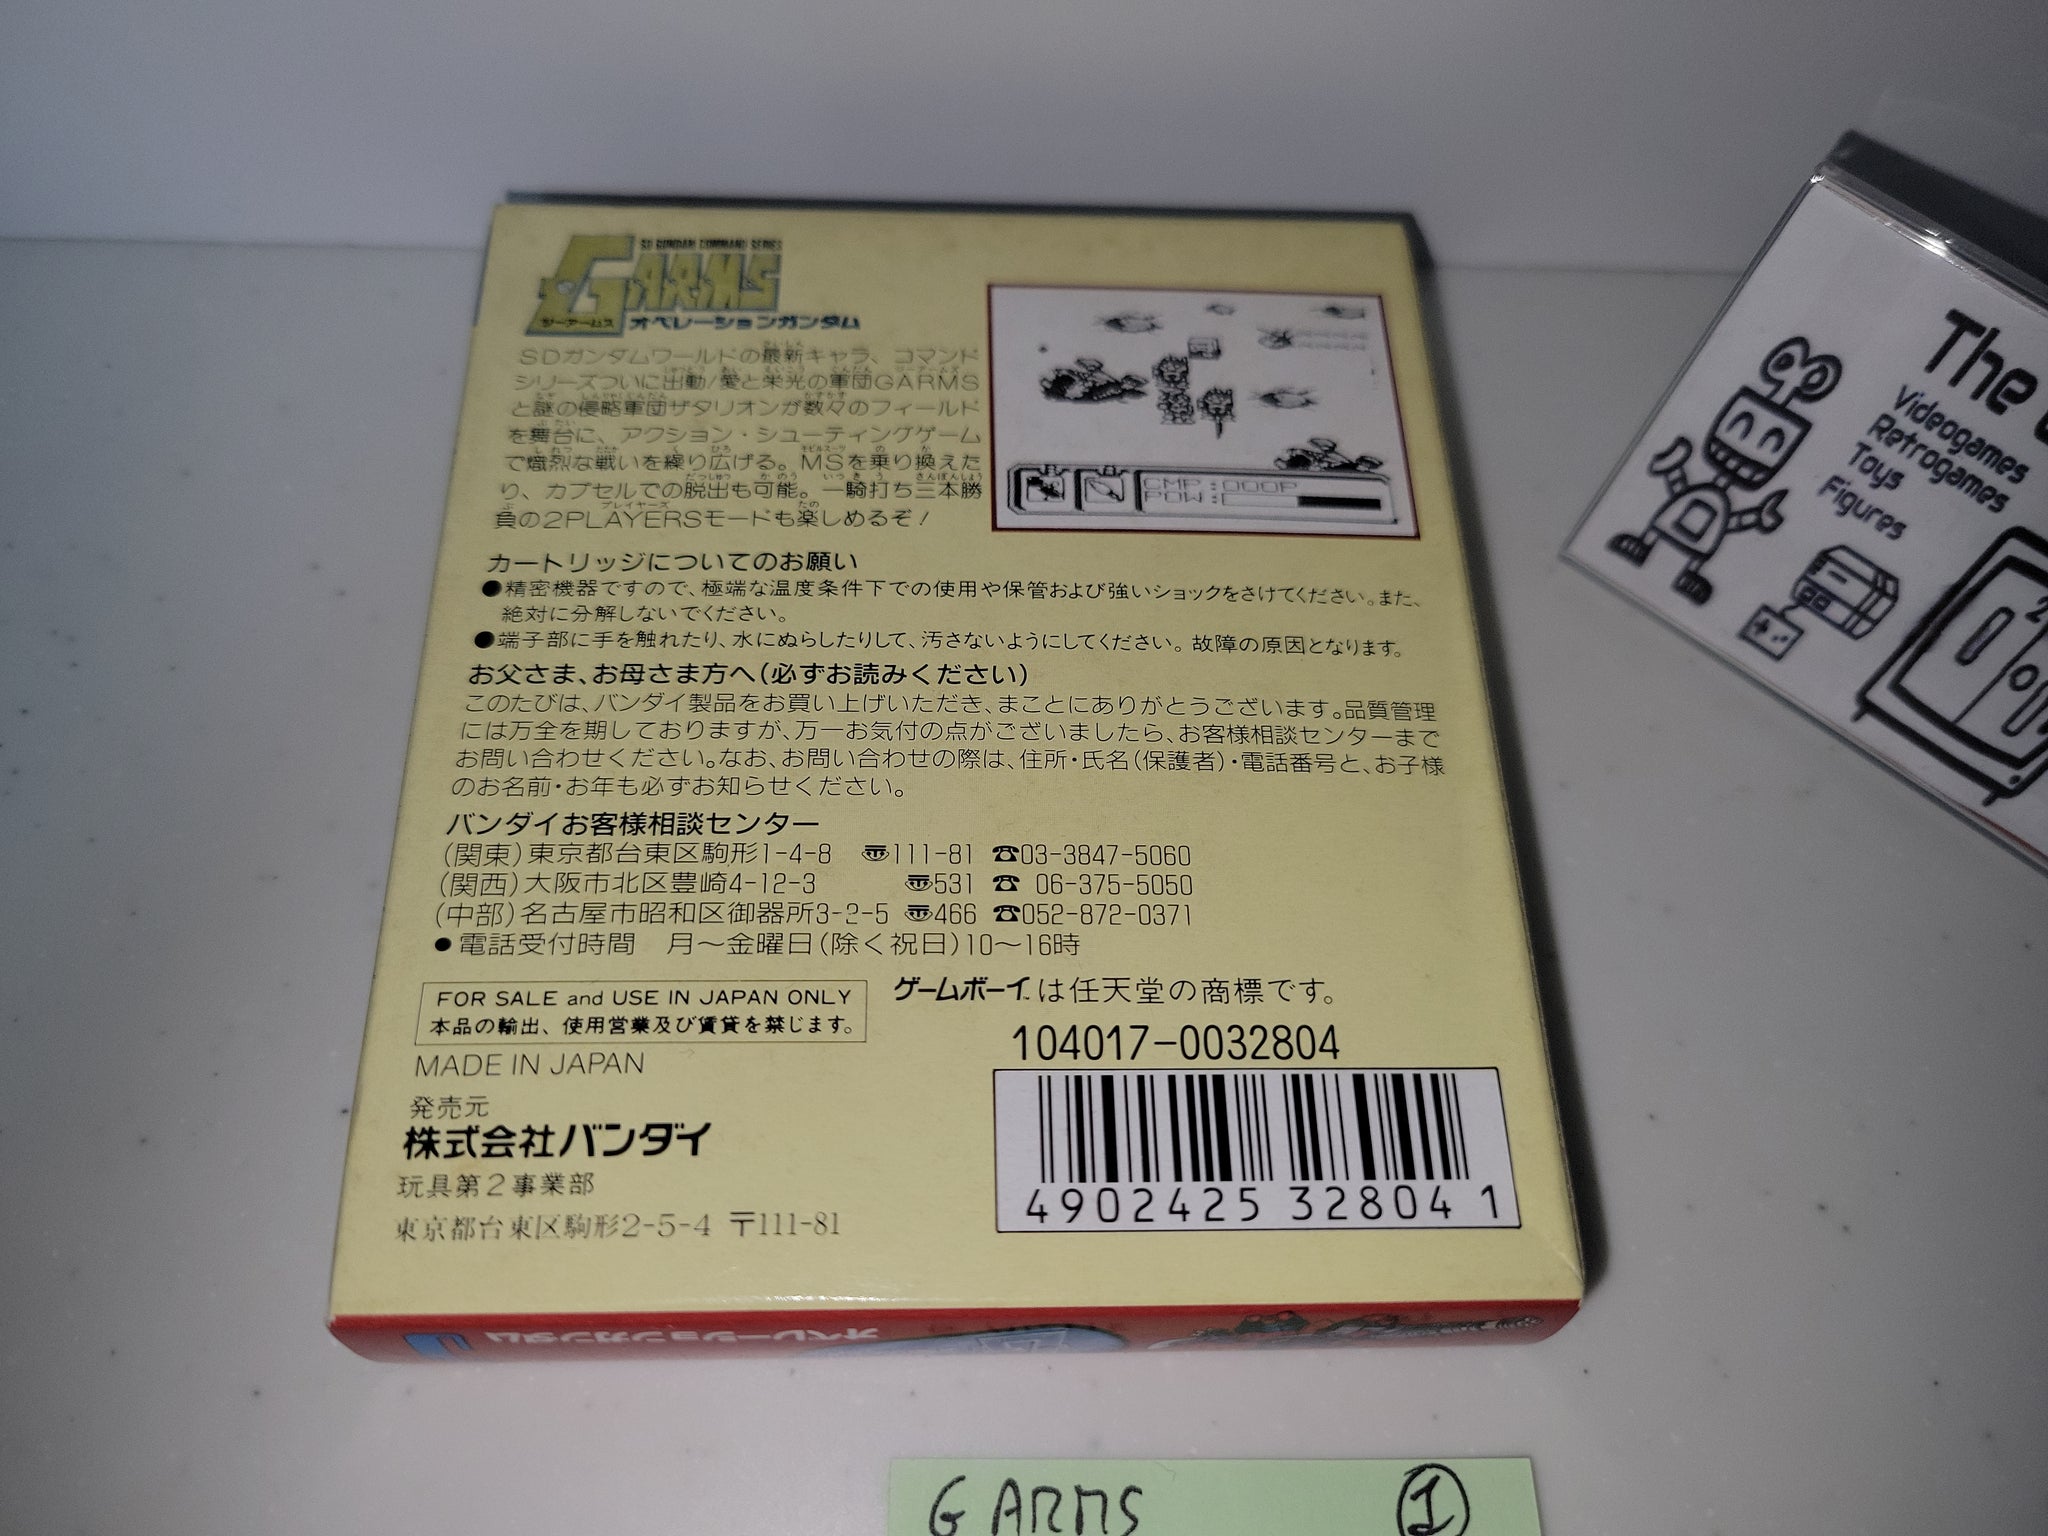 SD GUNDAM COMMAND SERIES
GARMS
ジーアームス
オペレーションガンダム
SDガンダムワールドの最新キャラ、コマンド
シリーズついに出動!愛と栄光の軍団GARMS
と謎の侵略軍団ザタリオンが数々のフィールド
を舞台に、アクション・シューティングゲーム
で熾烈な戦いを繰り広げる。MSを乗り換えた
り、カプセルでの脱出も可能。一騎打ち三本勝
負の2PLAYERSモードも楽しめるぞ!
CMP:000P
POW:
カートリッジについてのお願い
●精密機器ですので、極端な温度条件下での使用や保管および強いショックをさけてください。また、
絶対に分解しないでください。
●端子部に手を触れたり、水にぬらしたりして、汚さないようにしてください。故障の原因となります。
お父さま、お母さま方へ(必ずお読みください)
このたびは、バンダイ製品をお買い上げいただき、まことにありがとうございます。品質管理
には万全を期しておりますが、万一お気付の点がございましたら、お客様相談センターまで
お問い合わせください。なお、お問い合わせの際は、住所・氏名(保護者)・電話番号と、お子様
のお名前・お年も必ずお知らせください。
バンダイお客様相談センター
(関東)東京都台東区駒形1-4-8 〠111-81 ☎03-3847-5060
(関西)大阪市北区豊崎4-12-3 〠531 ☎ 06-375-5050
(中部)名古屋市昭和区御器所3-2-5 〠466 ☎052-872-0371
●電話受付時間 月〜金曜日(除く祝日)10〜16時
FOR SALE and USE IN JAPAN ONLY
本品の輸出、使用営業及び賃貸を禁じます。
ゲームボーイは任天堂の商標です。
MADE IN JAPAN
104017-0032804
発売元
株式会社バンダイ
玩具第2事業部
東京都台東区駒形2-5-4 〒111-81
4902425 328041
オペレーションガンダム
The
Videogames
Retrogames
Toys
Figures
GARMS 1